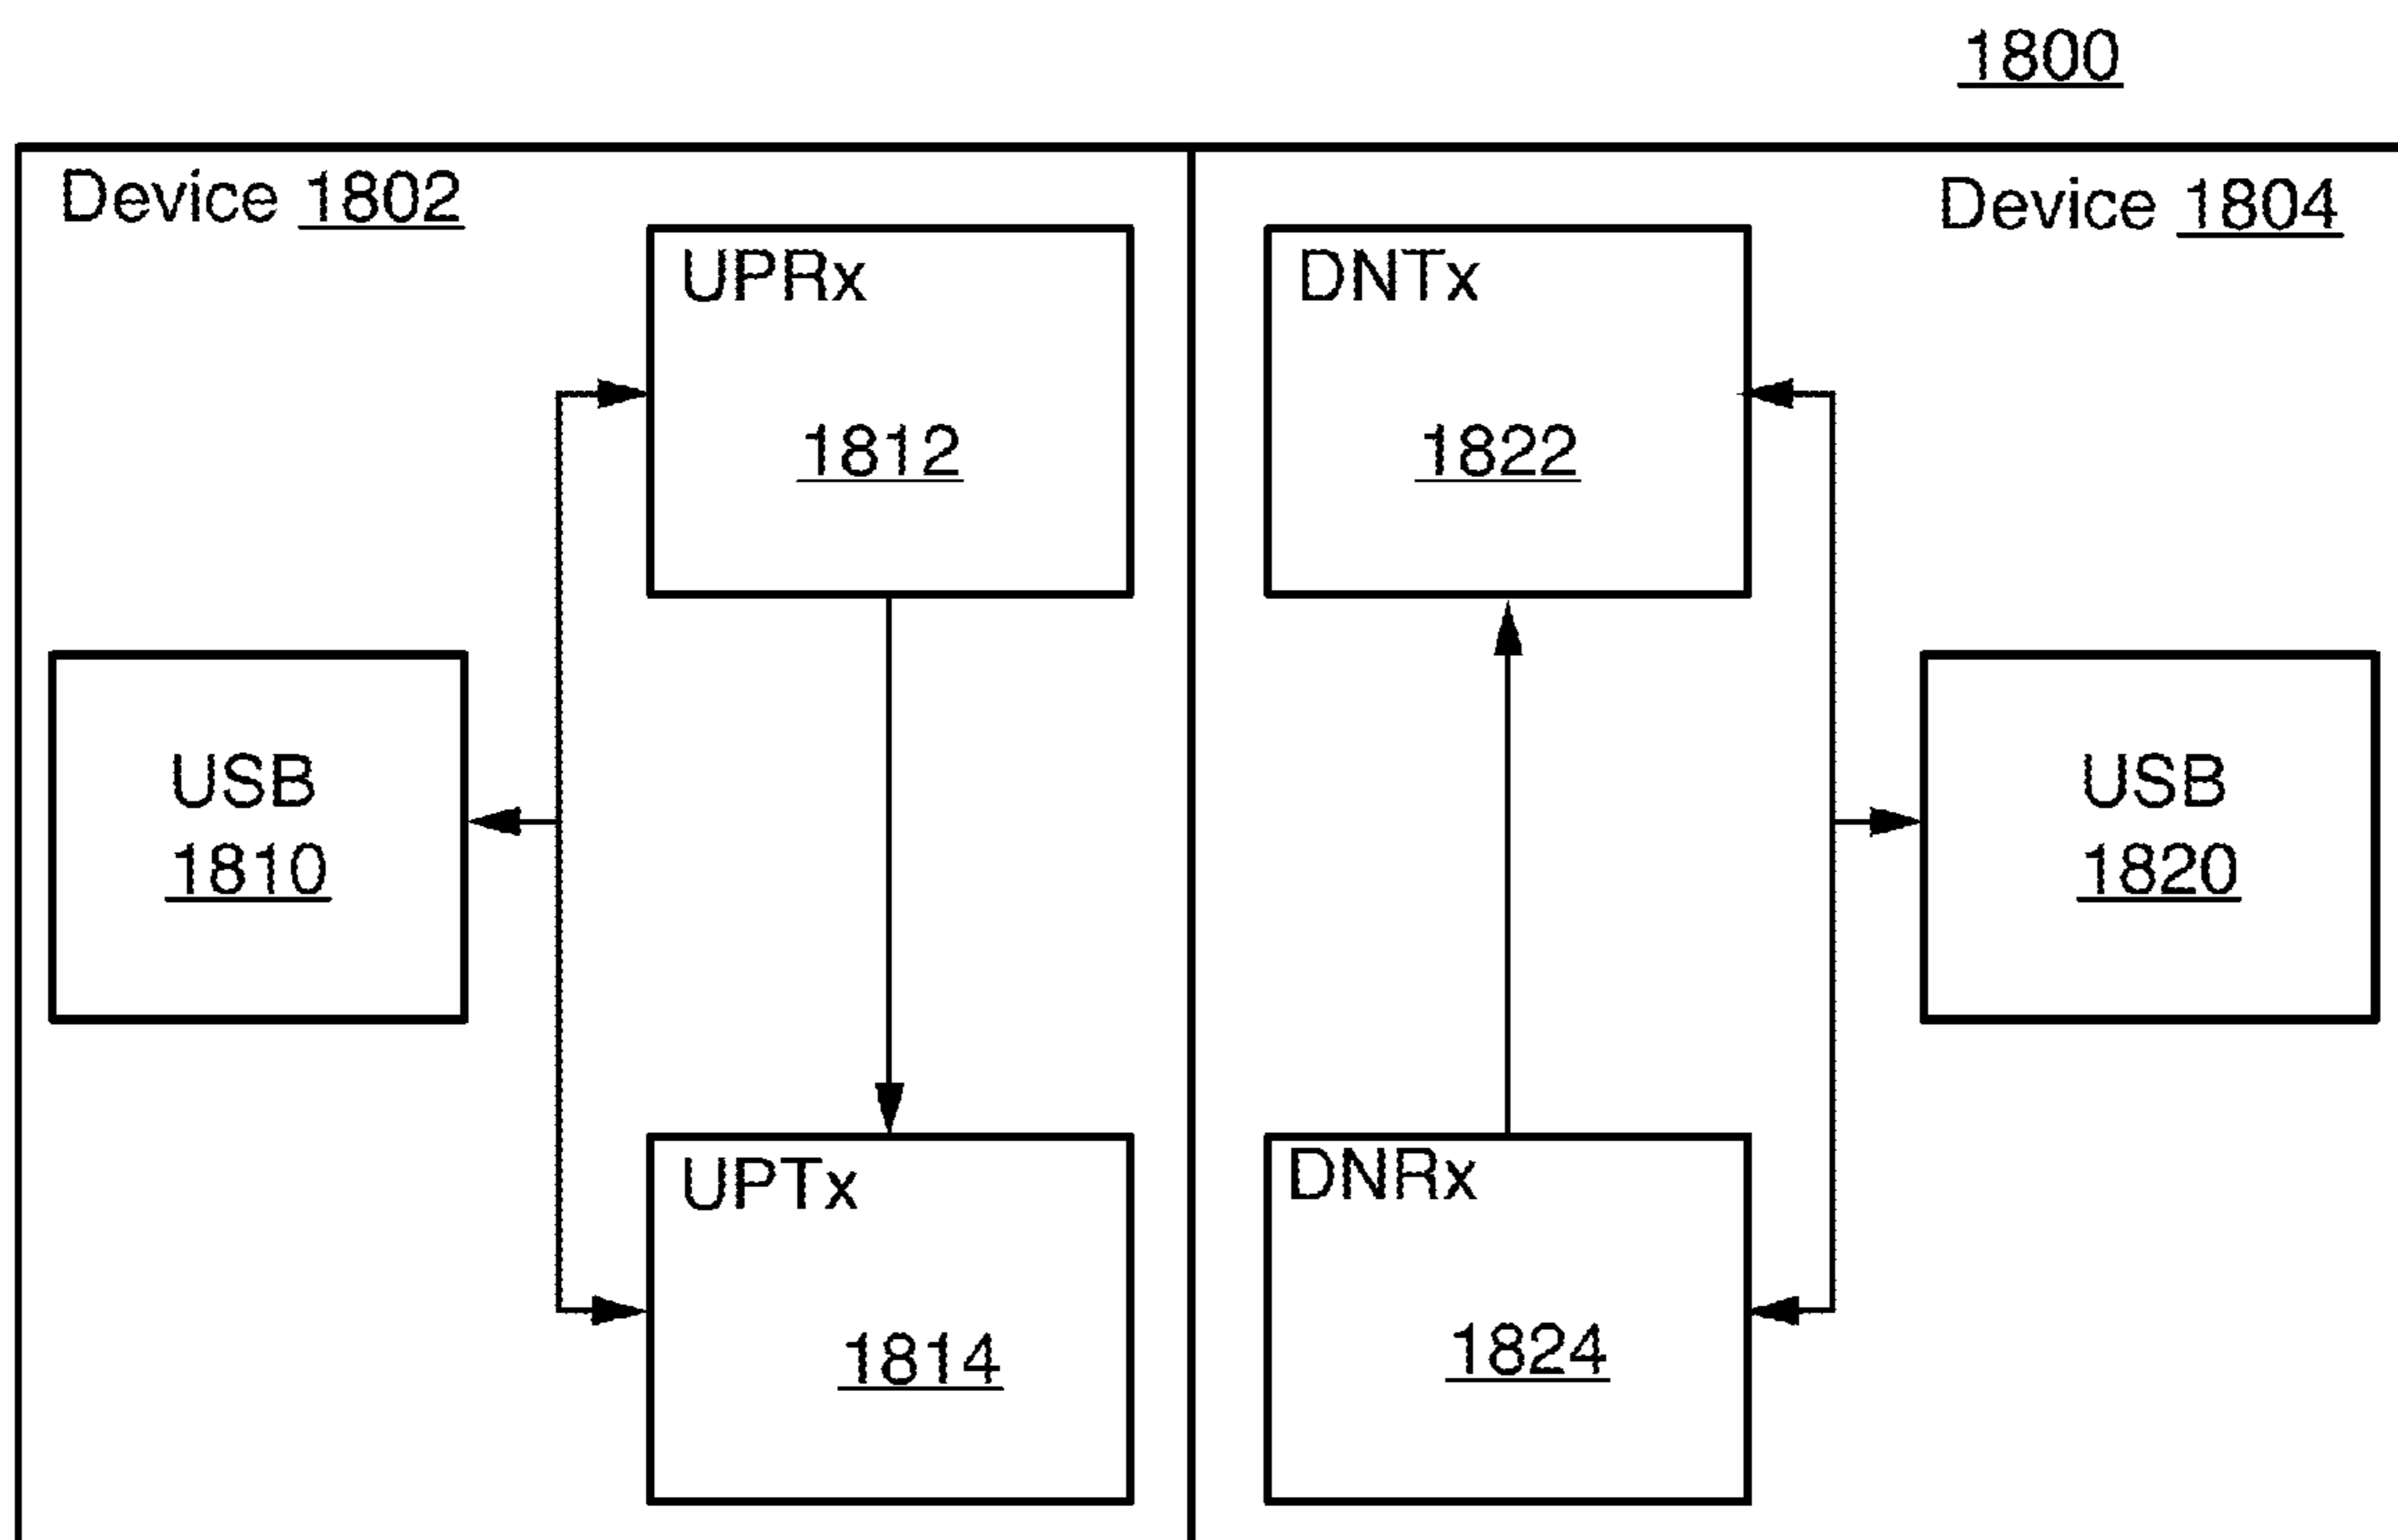 1800
Device 1802
Device 1804
UPRx
1812
DNTx
1822
USB
1810
USB
1820
UPTx
1814
DNRx
1824